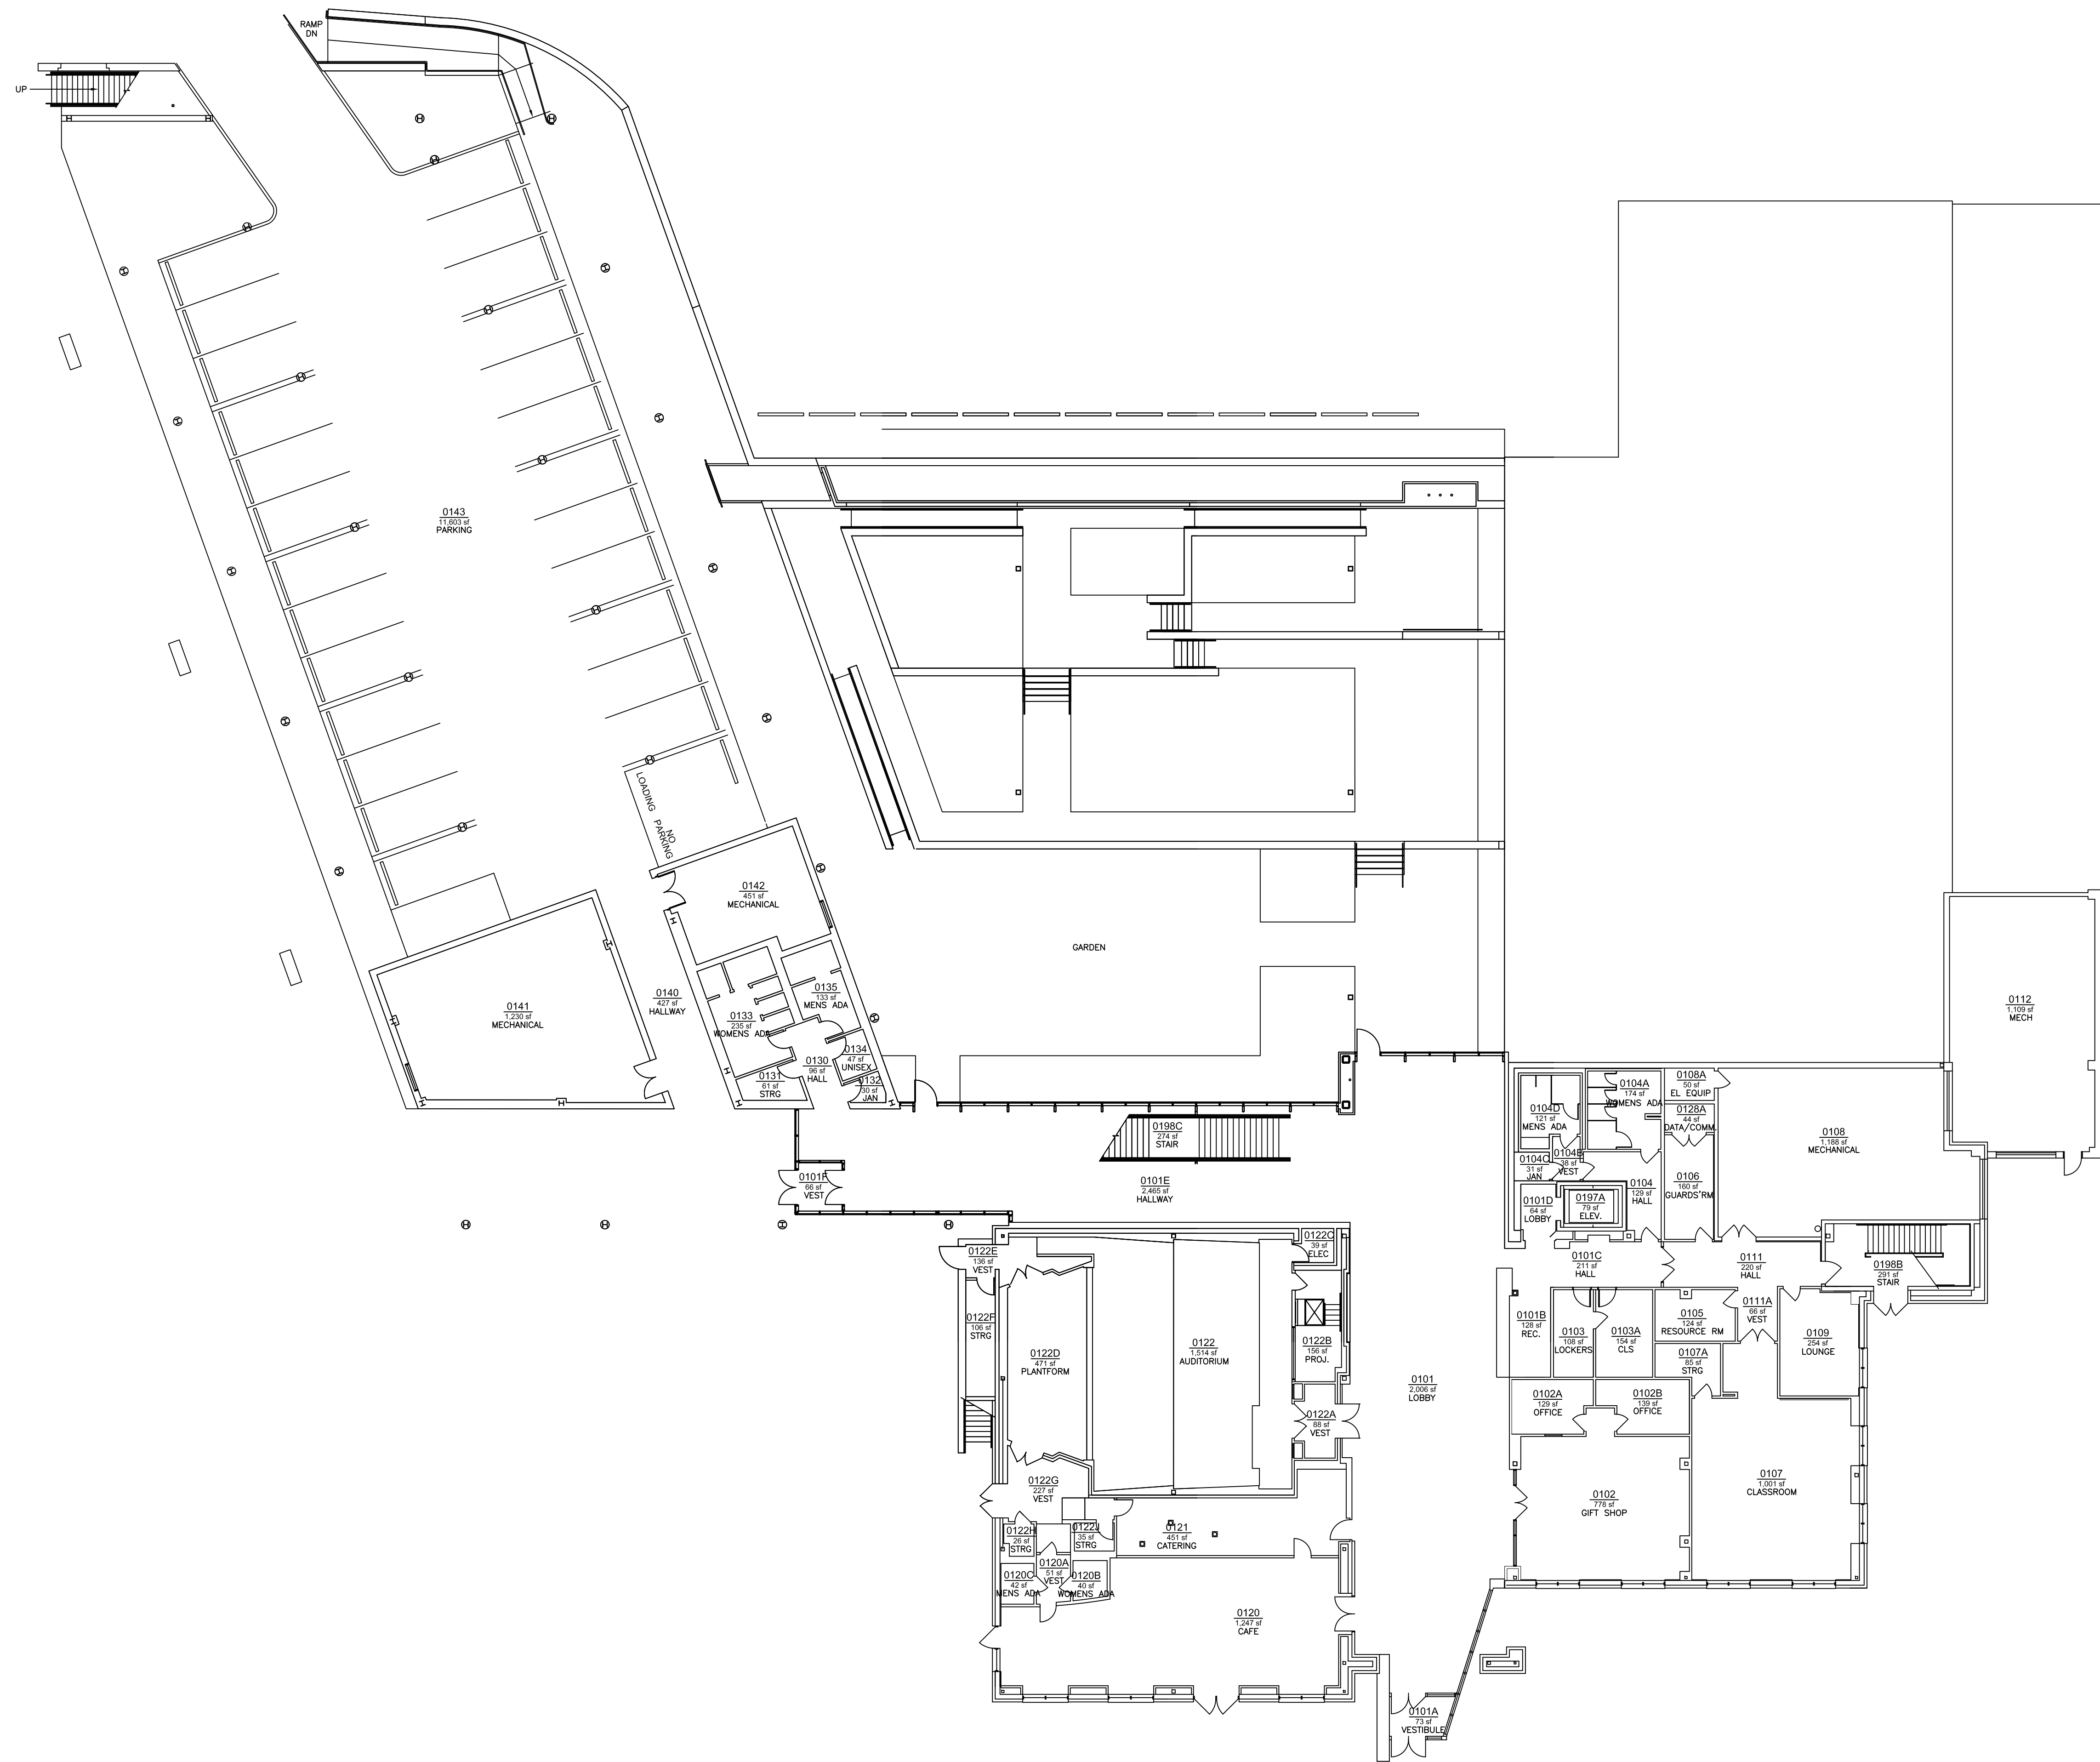 RAMP
DN
UP
0143
11,603 sf
PARKING
LOADING
NO
PARKING
0142
451 sf
MECHANICAL
GARDEN
0141
1,230 sf
MECHANICAL
0140
427 sf
HALLWAY
0135
133 sf
MENS ADA
0133
235 sf
WOMENS ADA
0134
47 sf
UNISEX
0130
96 sf
HALL
0131
61 sf
STRG
0132
30 sf
JAN
0112
1,109 sf
MECH
0108A
50 sf
EL EQUIP
0104A
174 sf
WOMENS ADA
0104D
121 sf
MENS ADA
0128A
44 sf
DATA/COMM.
0108
1,188 sf
MECHANICAL
0198C
274 sf
STAIR
0104C
31 sf
JAN
0104B
38 sf
VEST
0104
129 sf
HALL
0106
160 sf
GUARDS'RM
0101F
66 sf
VEST
0101E
2,465 sf
HALLWAY
0101D
64 sf
LOBBY
0197A
79 sf
ELEV.
0122E
136 sf
VEST
0122C
39 sf
ELEC
0101C
211 sf
HALL
0111
220 sf
HALL
0198B
291 sf
STAIR
0122F
106 sf
STRG
0122D
471 sf
PLANTFORM
0122
1,514 sf
AUDITORIUM
0122B
156 sf
PROJ.
0101B
128 sf
REC.
0103
108 sf
LOCKERS
0103A
154 sf
CLS
0105
124 sf
RESOURCE RM
0111A
66 sf
VEST
0109
254 sf
LOUNGE
0107A
85 sf
STRG
0101
2,006 sf
LOBBY
0102A
129 sf
OFFICE
0102B
139 sf
OFFICE
0122A
88 sf
VEST
0122G
227 sf
VEST
0107
1,001 sf
CLASSROOM
0102
778 sf
GIFT SHOP
0122H
26 sf
STRG
0122J
35 sf
STRG
0121
451 sf
CATERING
0120C
42 sf
MENS ADA
0120A
51 sf
VEST
0120B
40 sf
WOMENS ADA
0120
1,247 sf
CAFE
0101A
73 sf
VESTIBULE